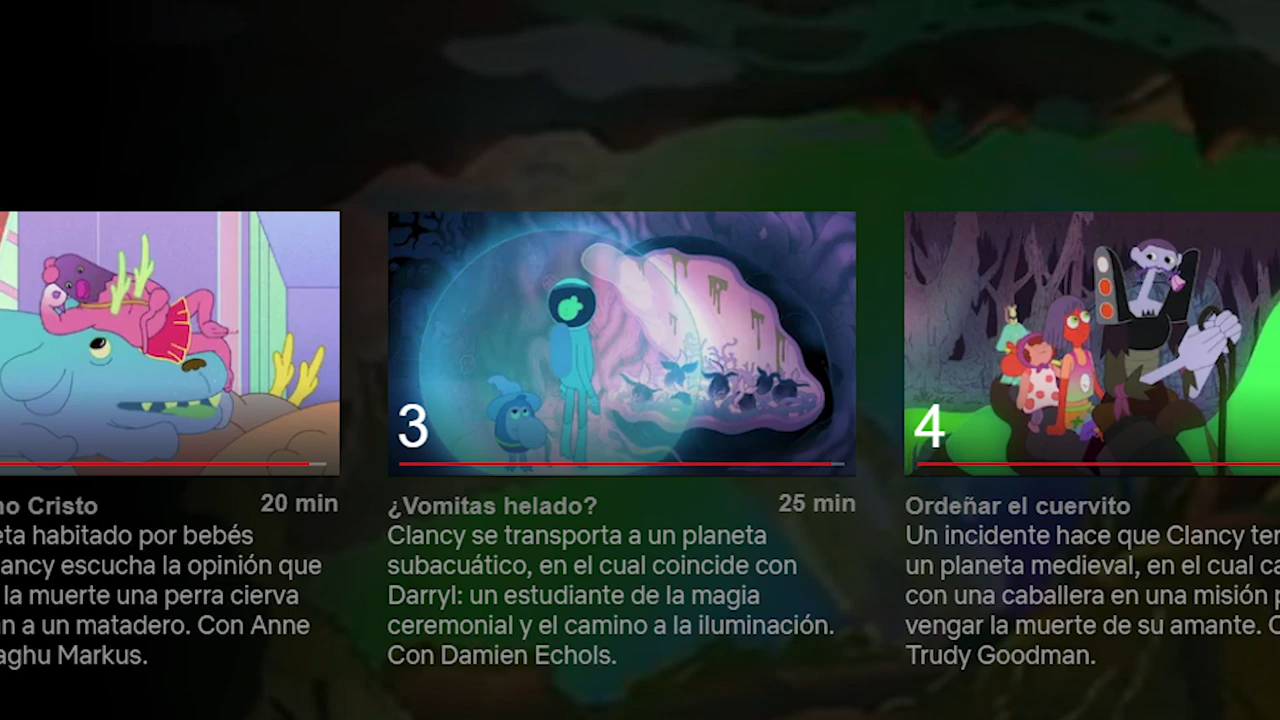 no Cristo 20 min
eta habitado por bebés
lancy escucha la opinión que
la muerte una perra cierva
n a un matadero. Con Anne
aghu Markus.
3
¿Vomitas helado? 25 min
Clancy se transporta a un planeta
subacuático, en el cual coincide con
Darryl: un estudiante de la magia
ceremonial y el camino a la iluminación.
Con Damien Echols.
4
Ordeñar el cuervito
Un incidente hace que Clancy ter
un planeta medieval, en el cual ca
con una caballera en una misión p
vengar la muerte de su amante. C
Trudy Goodman.